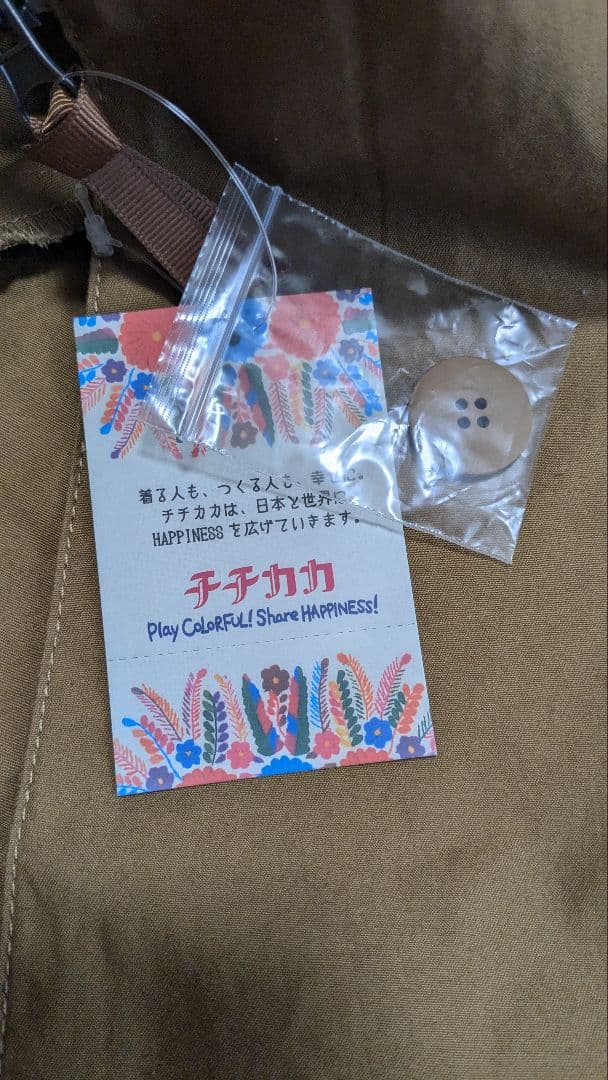 着る人も、つくる人も、幸せに。
チチカカは、日本と世界に
HAPPINESS を広げていきます。
チチカカ
Play COLORFUL! Share HAPPINESS!